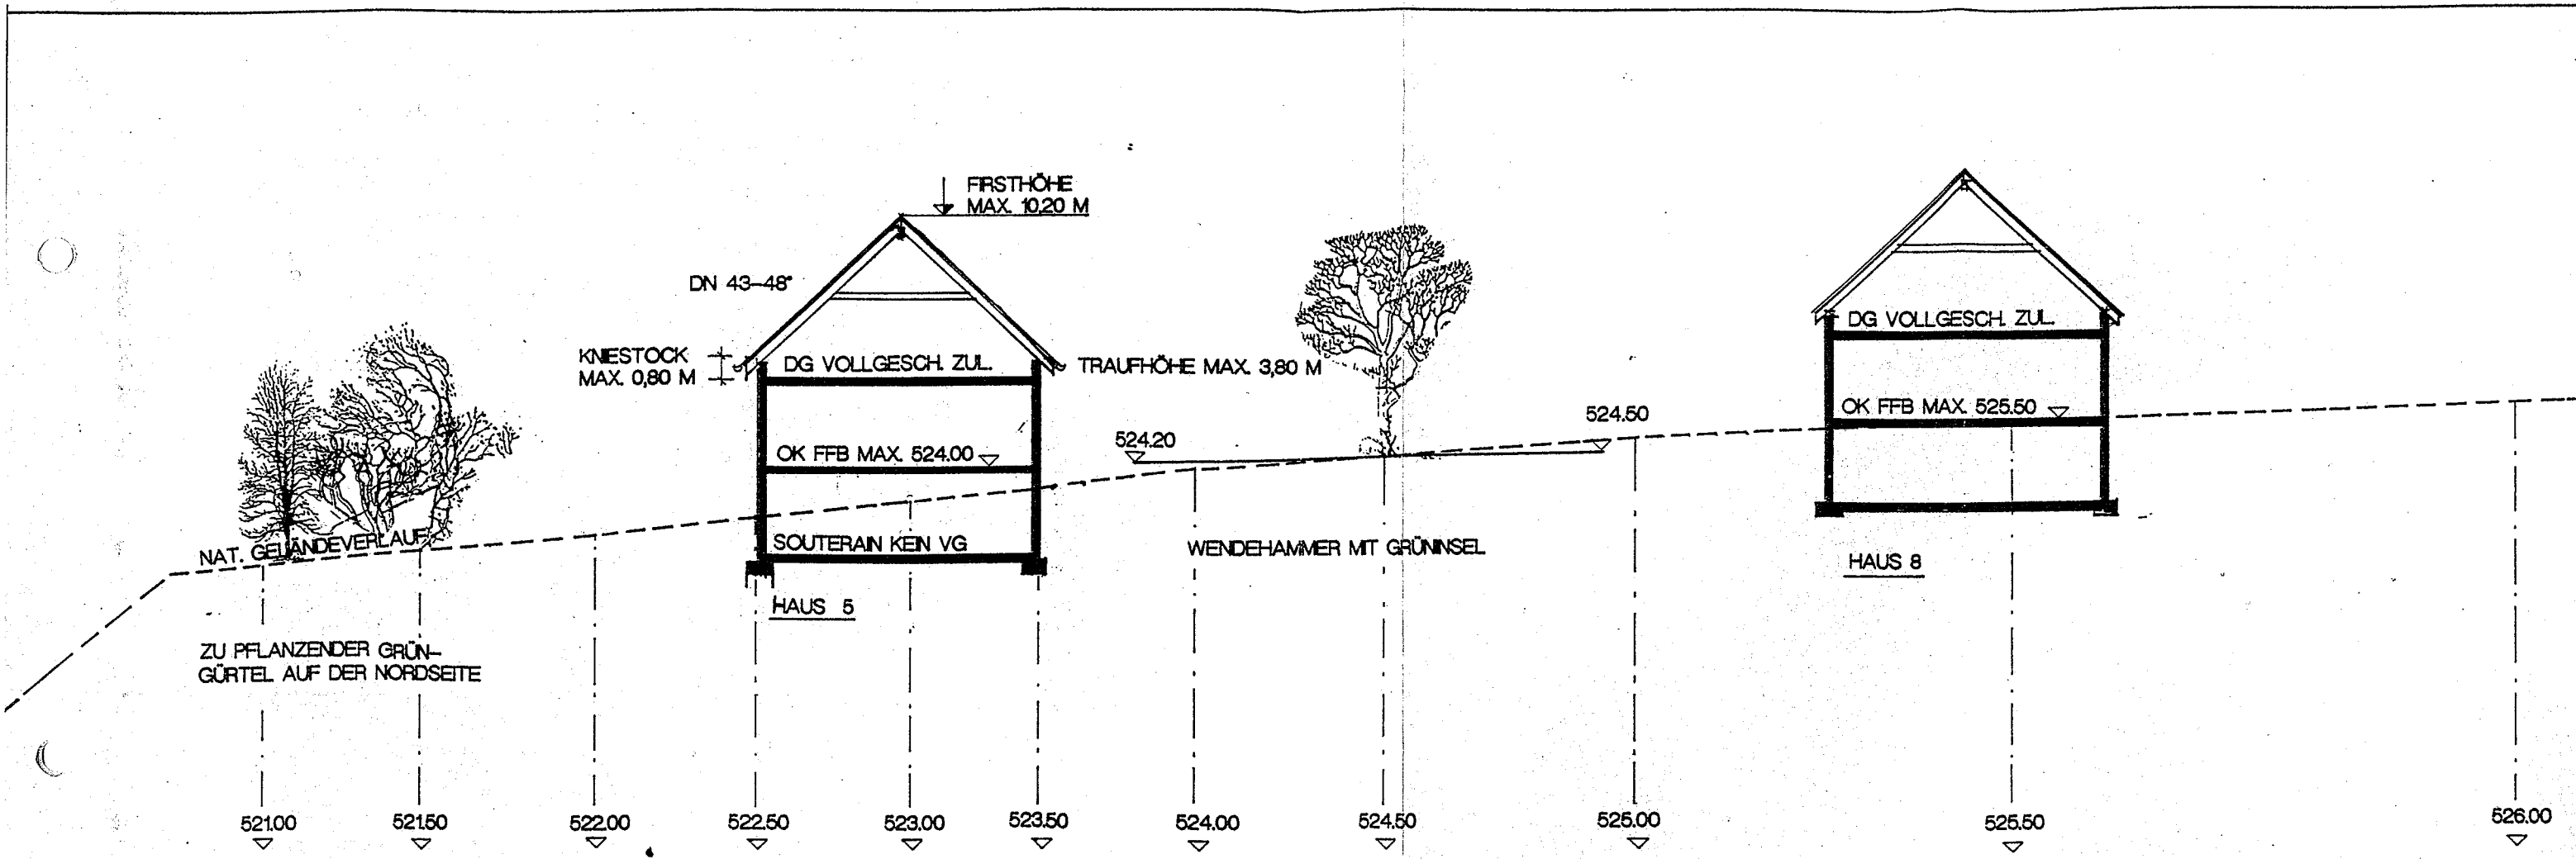 FIRSTHÖHE
MAX. 10,20 M
DN 43-48°
KNIESTOCK
MAX. 0,80 M
DG VOLLGESCH. ZUL.
TRAUFHÖHE MAX. 3,80 M
OK FFB MAX. 524.00
SOUTERAIN KEIN VG
HAUS 5
NAT. GELÄNDEVERLAUF
ZU PFLANZENDER GRÜN-
GÜRTEL AUF DER NORDSEITE
524.20
524.50
WENDEHAMMER MIT GRÜNINSEL
DG VOLLGESCH. ZUL.
OK FFB MAX. 525.50
HAUS 8
521.00
521.50
522.00
522.50
523.00
523.50
524.00
524.50
525.00
525.50
526.00